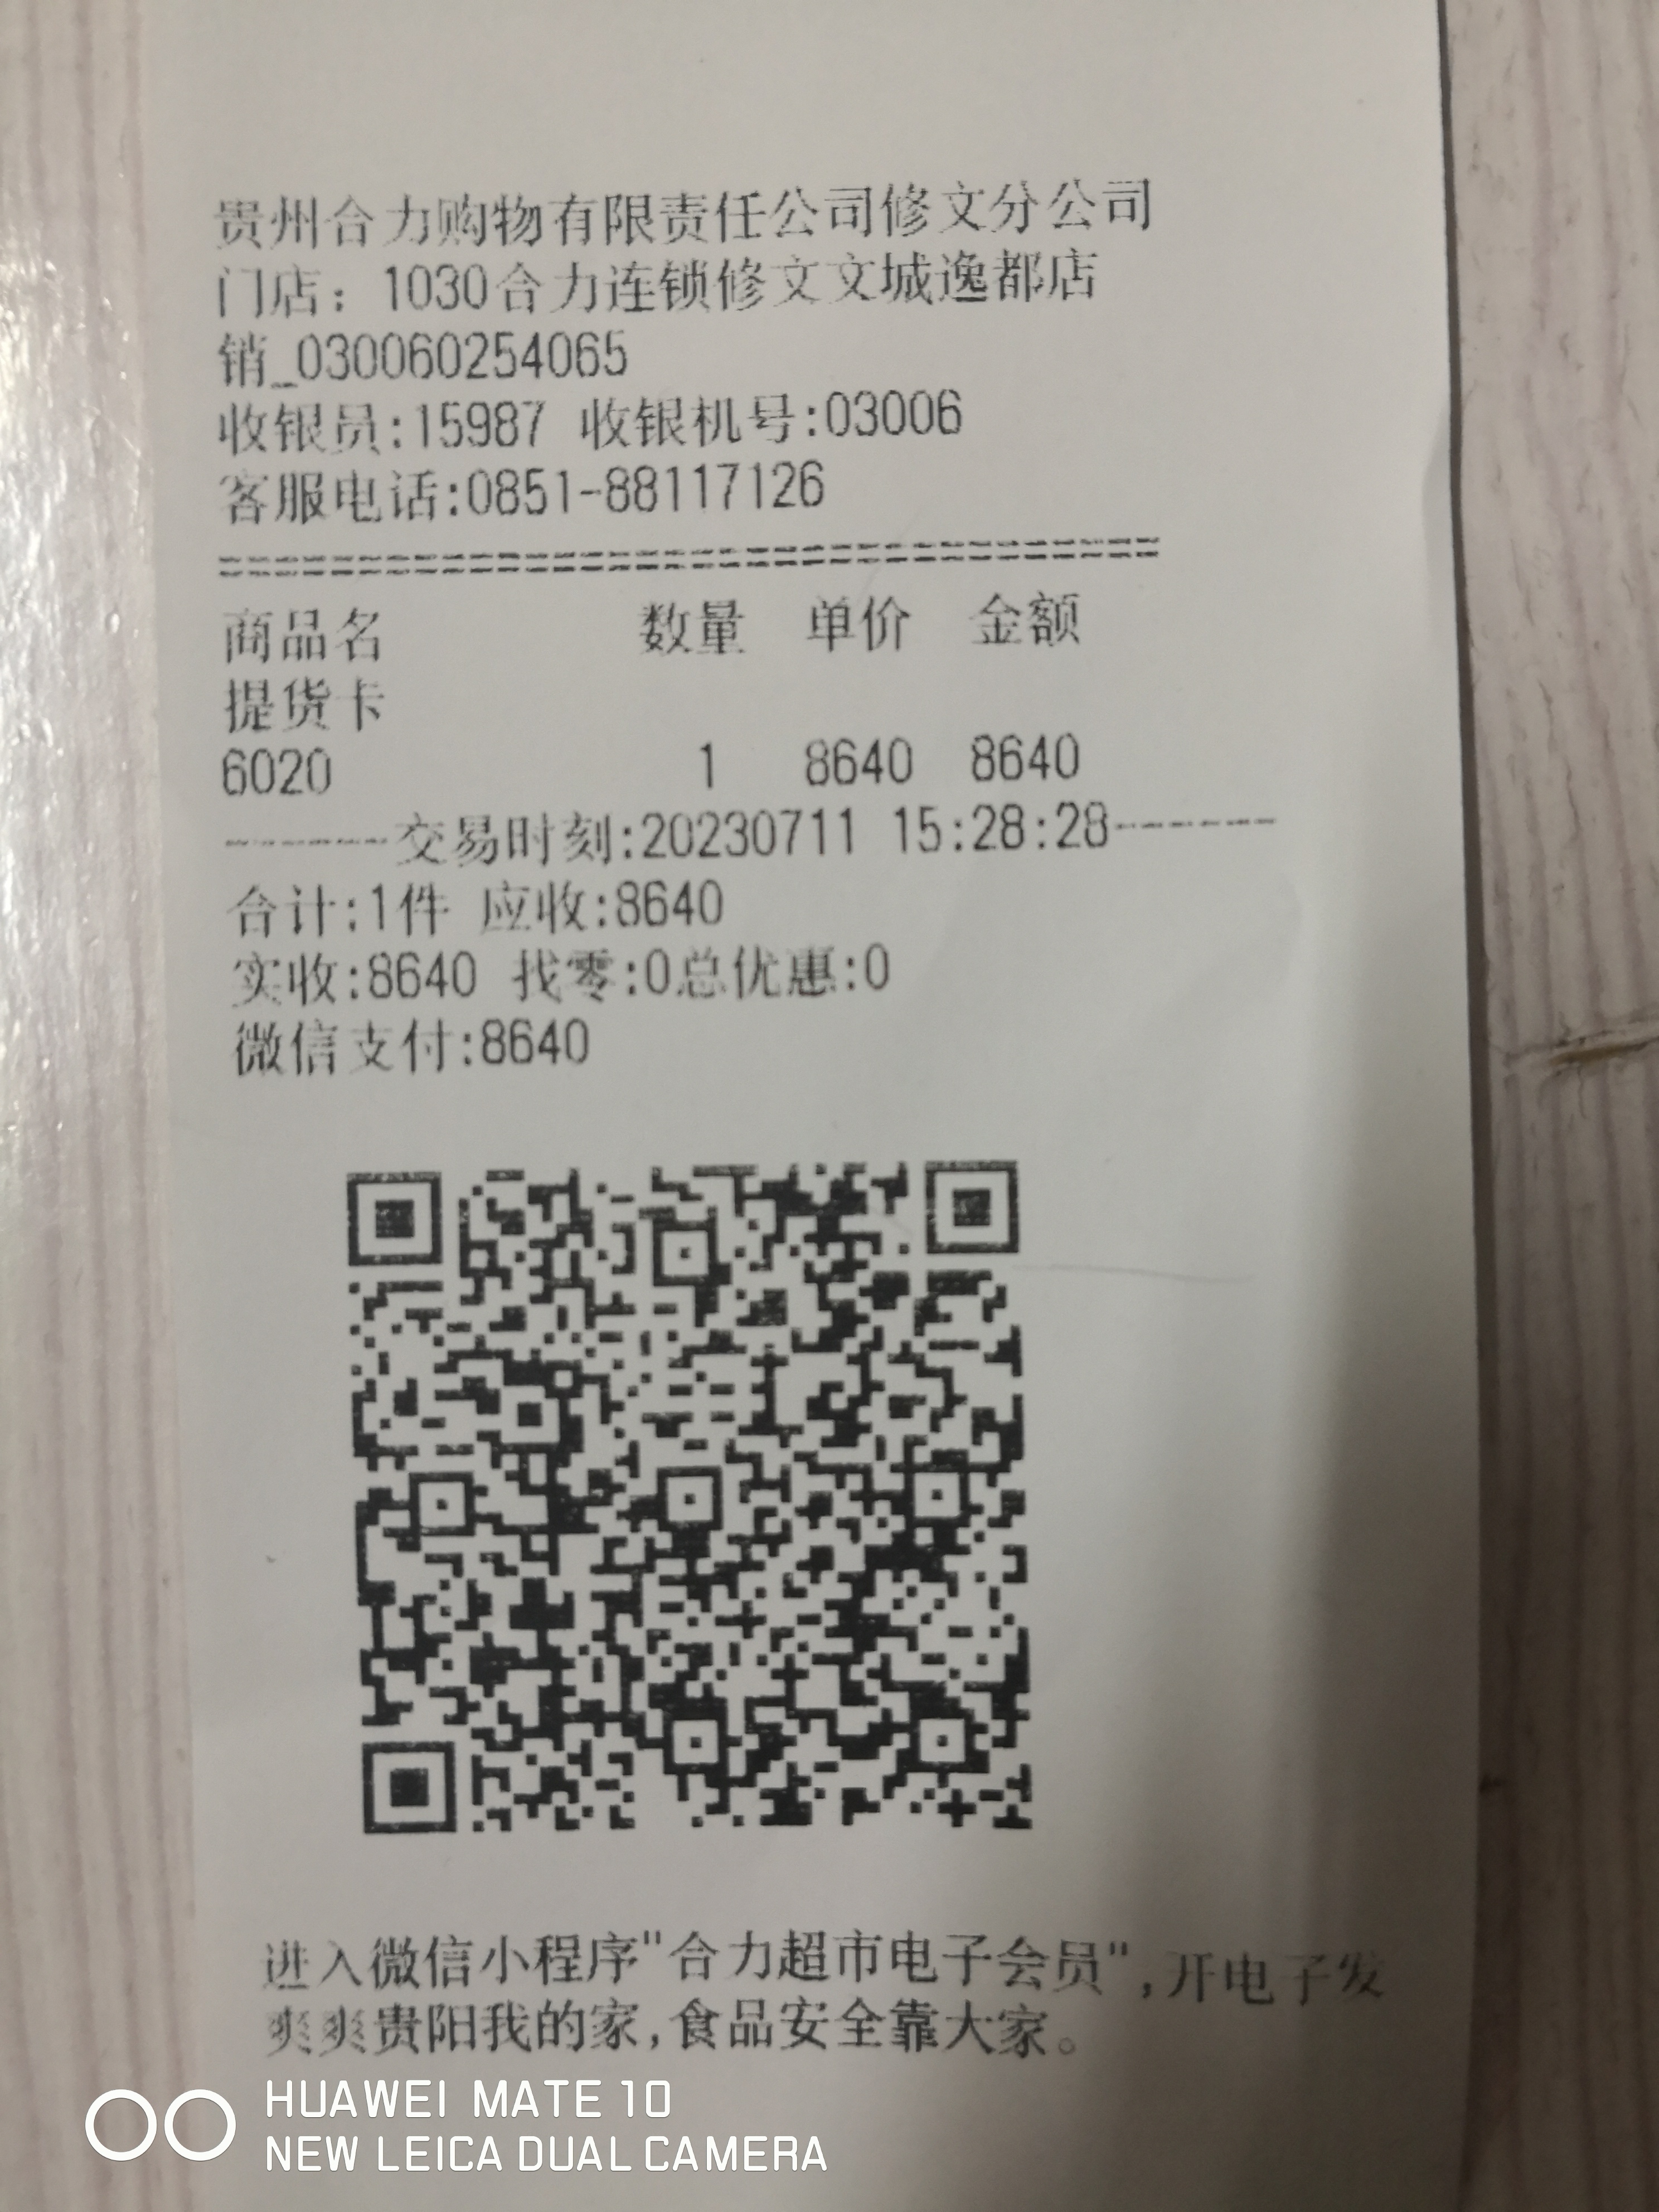 贵州合力购物有限责任公司修文分公司
门店：1030合力连锁修文文城逸都店
销_030060254065
收银员:15987 收银机号:03006
客服电话:0851-88117126
==================================
商品名 数量 单价 金额
提货卡
6020 1 8640 8640
------交易时刻:20230711 15:28:28------
合计:1件 应收:8640
实收:8640 找零:0总优惠:0
微信支付:8640
进入微信小程序"合力超市电子会员",开电子发
爽爽贵阳我的家,食品安全靠大家。
HUAWEI MATE 10
NEW LEICA DUAL CAMERA